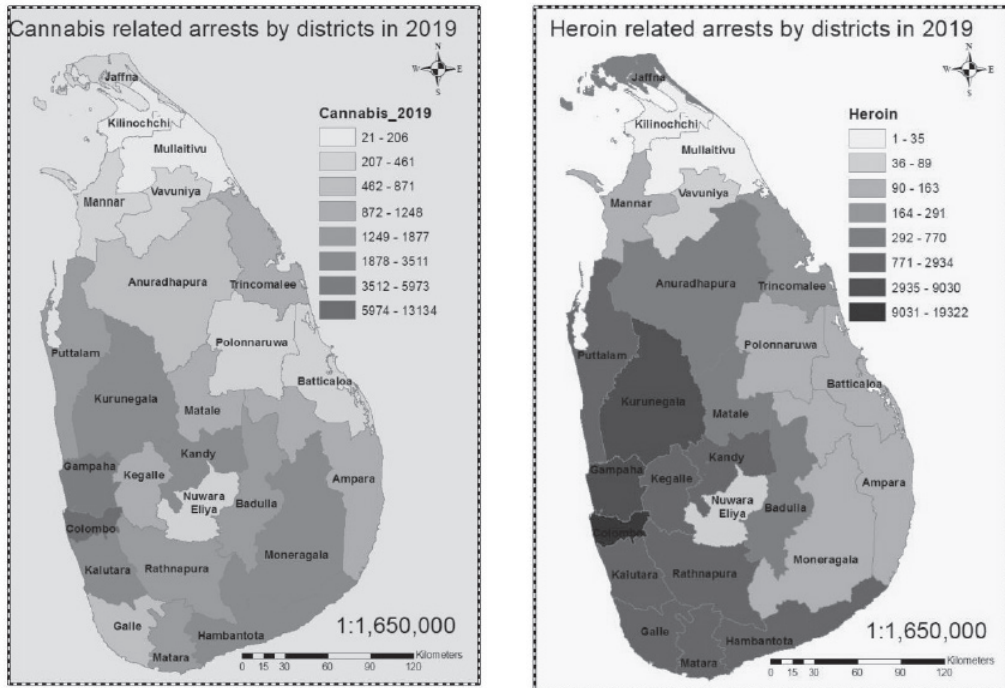 Cannabis related arrests by districts in 2019
N
W E
S
Jaffna
Kilinochchi
Mullaitivu
Mannar
Vavuniya
Anuradhapura
Trincomalee
Puttalam
Polonnaruwa
Batticaloa
Kurunegala
Matale
Gampaha
Kegalle
Kandy
Ampara
Nuwara
Eliya
Badulla
Colombo
Moneragala
Kalutara
Rathnapura
Galle
Hambantota
Matara
Cannabis_2019
21 - 206
207 - 461
462 - 871
872 - 1248
1249 - 1877
1878 - 3511
3512 - 5973
5974 - 13134
1:1,650,000
Kilometers
0 15 30 60 90 120
Heroin related arrests by districts in 2019
N
W E
S
Jaffna
Kilinochchi
Mullaitivu
Mannar
Vavuniya
Anuradhapura
Trincomalee
Puttalam
Polonnaruwa
Batticaloa
Kurunegala
Matale
Gampaha
Kegalle
Kandy
Ampara
Nuwara
Eliya
Badulla
Colombo
Moneragala
Kalutara
Rathnapura
Galle
Hambantota
Matara
Heroin
1 - 35
36 - 89
90 - 163
164 - 291
292 - 770
771 - 2934
2935 - 9030
9031 - 19322
1:1,650,000
Kilometers
0 15 30 60 90 120